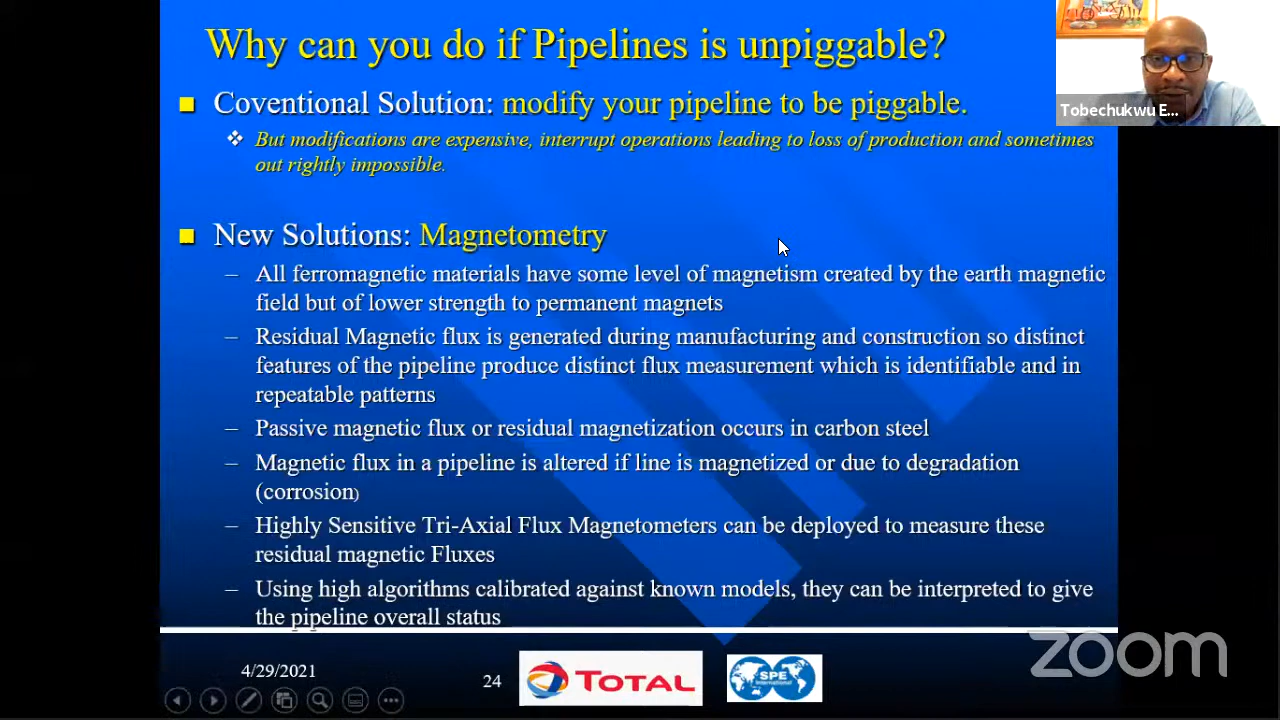 Why can you do if Pipelines is unpiggable?
Coventional Solution: modify your pipeline to be piggable.
But modifications are expensive, interrupt operations leading to loss of production and sometimes
out rightly impossible.
New Solutions: Magnetometry
– All ferromagnetic materials have some level of magnetism created by the earth magnetic
field but of lower strength to permanent magnets
– Residual Magnetic flux is generated during manufacturing and construction so distinct
features of the pipeline produce distinct flux measurement which is identifiable and in
repeatable patterns
– Passive magnetic flux or residual magnetization occurs in carbon steel
– Magnetic flux in a pipeline is altered if line is magnetized or due to degradation
(corrosion)
– Highly Sensitive Tri-Axial Flux Magnetometers can be deployed to measure these
residual magnetic Fluxes
– Using high algorithms calibrated against known models, they can be interpreted to give
the pipeline overall status
4/29/2021
24
TOTAL
SPE
International
Tobechukwu E...
zoom